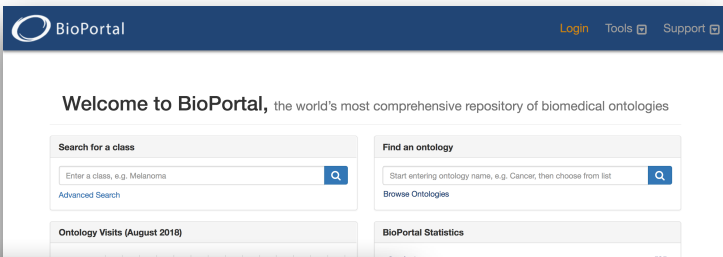 BioPortal
Login Tools Support
Welcome to BioPortal, the world's most comprehensive repository of biomedical ontologies
Search for a class
Enter a class, e.g. Melanoma
Advanced Search
Find an ontology
Start entering ontology name, e.g. Cancer, then choose from list
Browse Ontologies
Ontology Visits (August 2018)
BioPortal Statistics